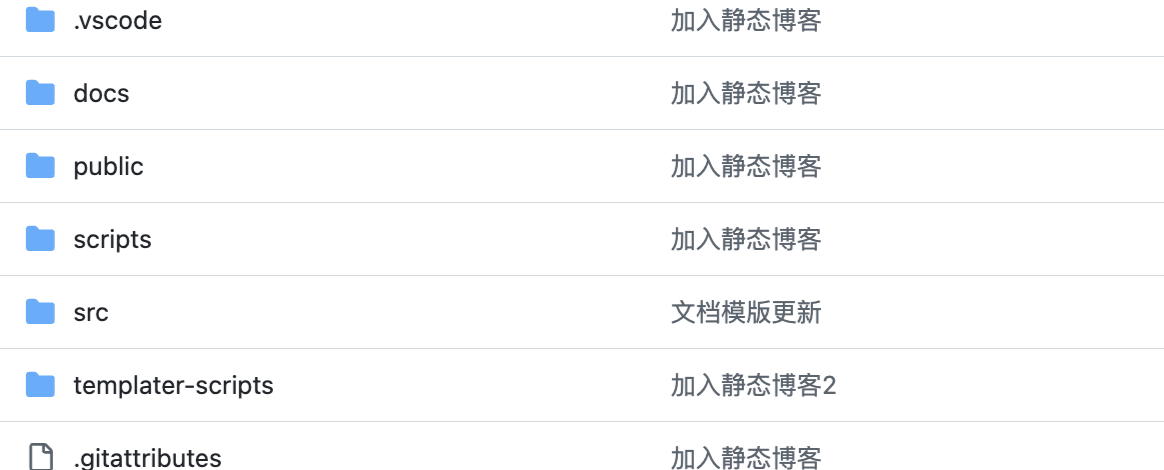 .vscode 加入静态博客
docs 加入静态博客
public 加入静态博客
scripts 加入静态博客
src 文档模版更新
templater-scripts 加入静态博客2
.gitattributes 加入静态博客